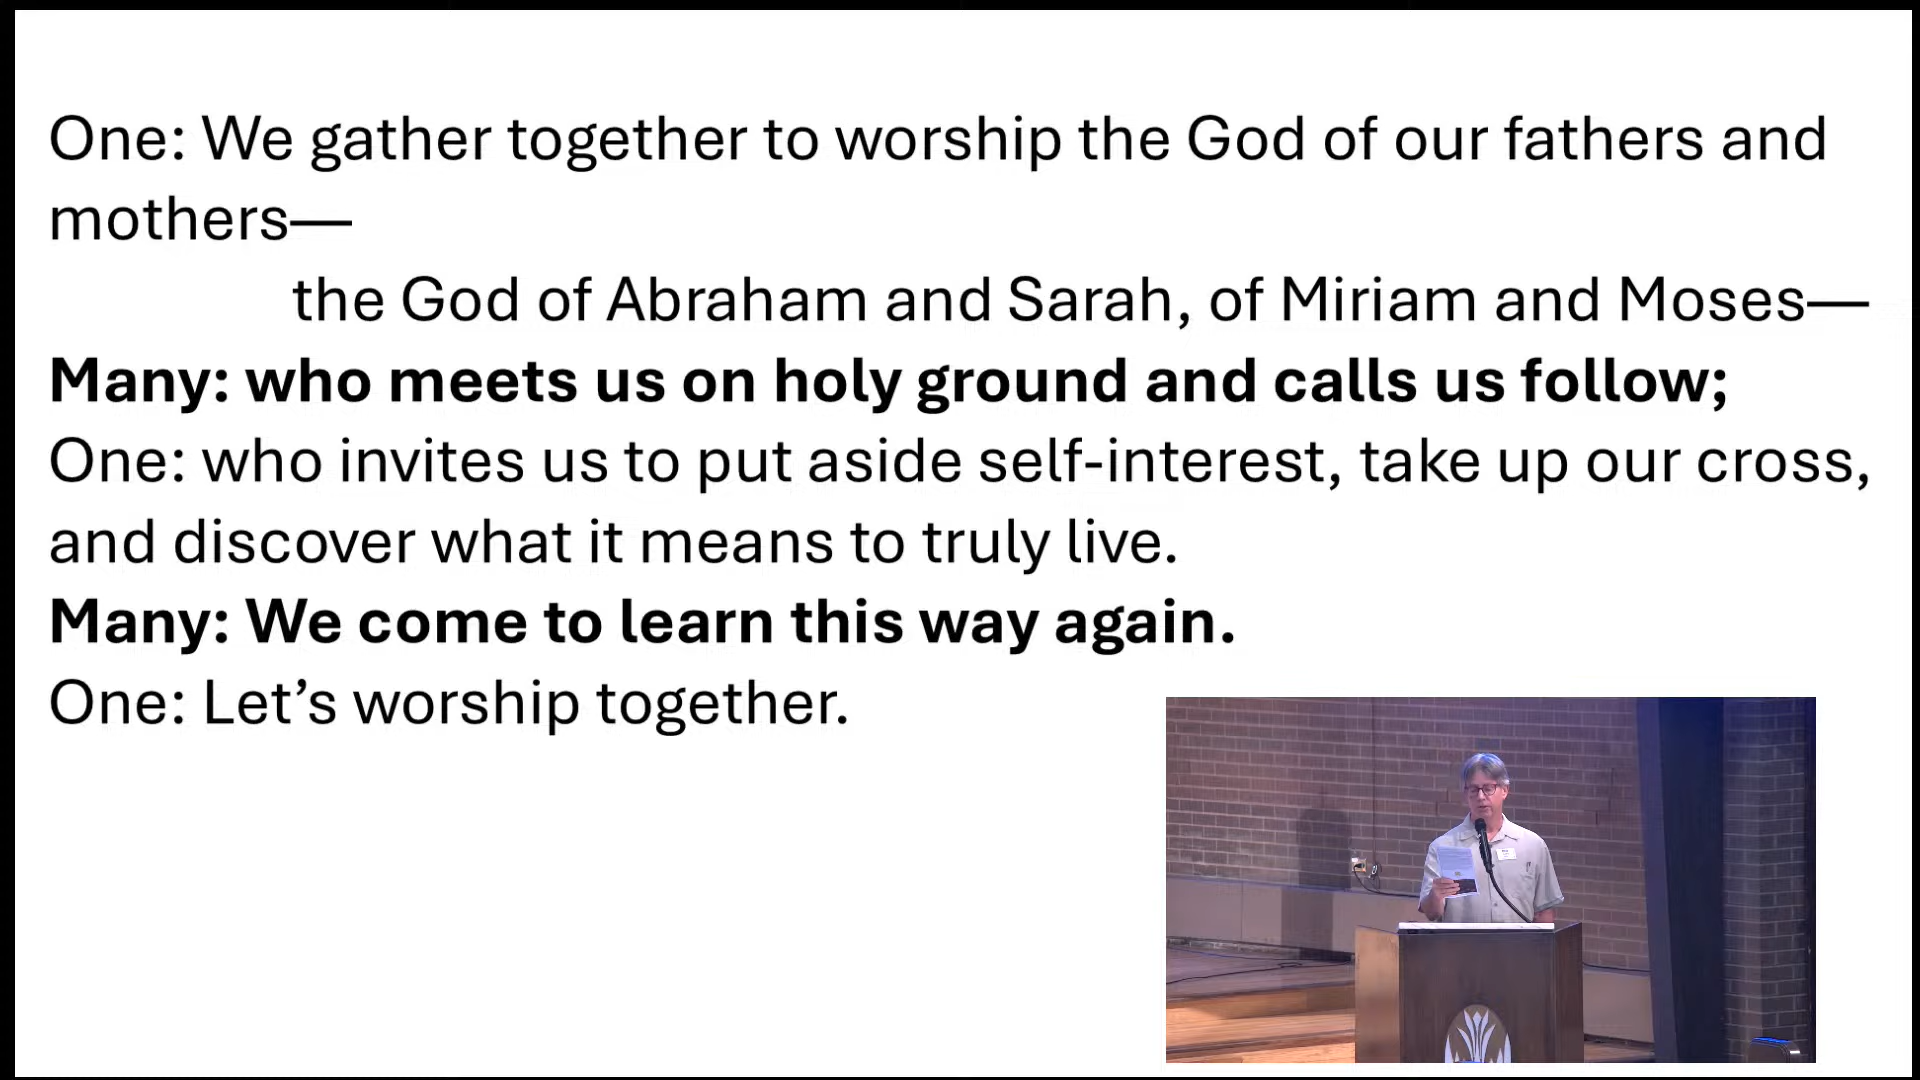 One: We gather together to worship the God of our fathers and
mothers—
the God of Abraham and Sarah, of Miriam and Moses—
Many: who meets us on holy ground and calls us follow;
One: who invites us to put aside self-interest, take up our cross,
and discover what it means to truly live.
Many: We come to learn this way again.
One: Let’s worship together.